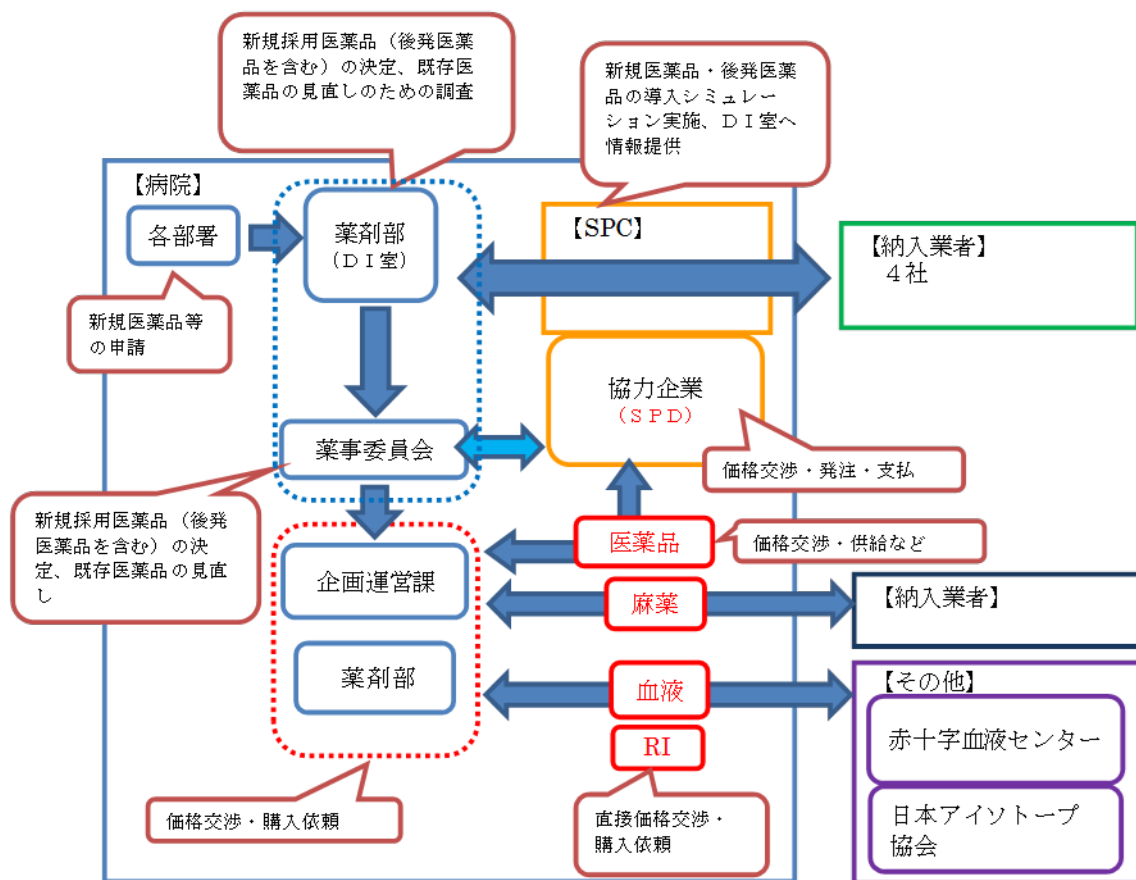 新規採用医薬品（後発医薬
品を含む）の決定、既存医
薬品の見直しのための調査
新規医薬品・後発医薬
品の導入シミュレー
ション実施、ＤＩ室へ
情報提供
【病院】
各部署
薬剤部
（ＤＩ室）
【SPC】
【納入業者】
４社
新規医薬品等
の申請
協力企業
（ＳＰＤ）
薬事委員会
価格交渉・発注・支払
新規採用医薬品（後発
医薬品を含む）の決
定、既存医薬品の見直
し
医薬品
価格交渉・供給など
企画運営課
麻薬
【納入業者】
薬剤部
血液
【その他】
赤十字血液センター
RI
価格交渉・購入依頼
直接価格交渉・
購入依頼
日本アイソトープ
協会